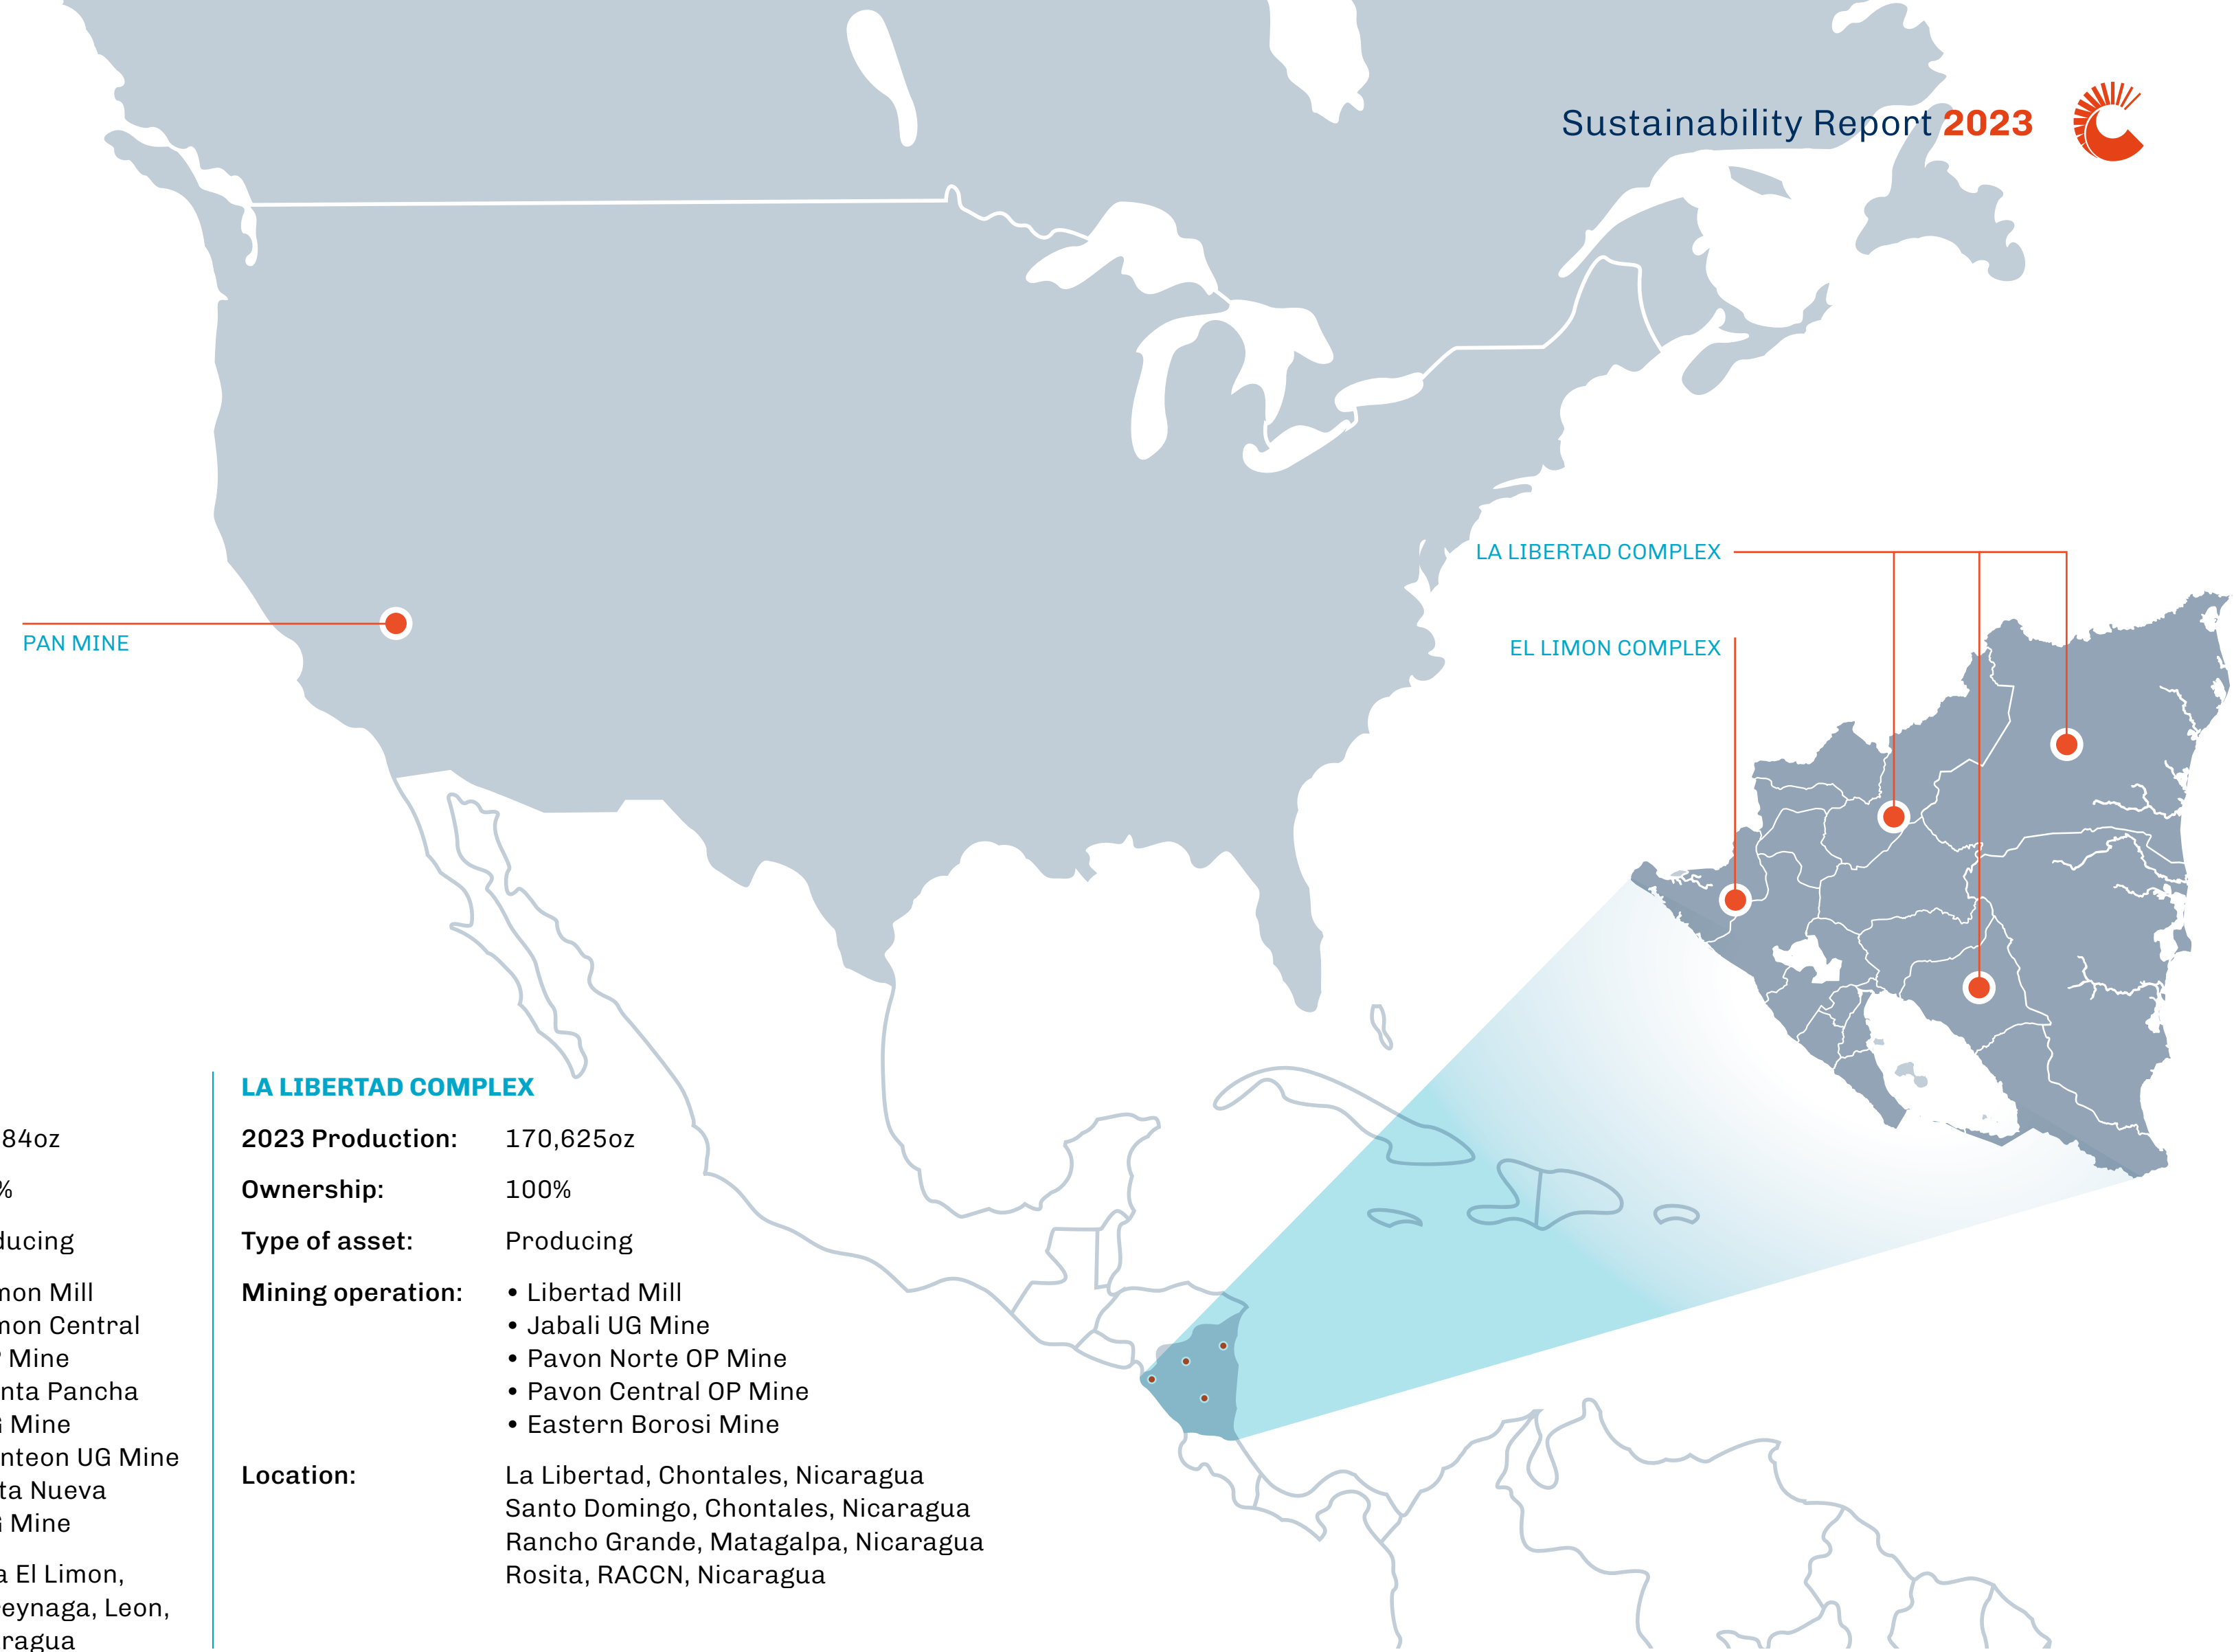 Sustainability Report 2023
LA LIBERTAD COMPLEX
EL LIMON COMPLEX
PAN MINE
84oz
%
ducing
mon Mill
mon Central
Mine
nta Pancha
Mine
nteon UG Mine
ta Nueva
Mine
a El Limon,
eynaga, Leon,
ragua
LA LIBERTAD COMPLEX
2023 Production: 170,625oz
Ownership: 100%
Type of asset: Producing
Mining operation: • Libertad Mill
• Jabali UG Mine
• Pavon Norte OP Mine
• Pavon Central OP Mine
• Eastern Borosi Mine
Location: La Libertad, Chontales, Nicaragua
Santo Domingo, Chontales, Nicaragua
Rancho Grande, Matagalpa, Nicaragua
Rosita, RACCN, Nicaragua